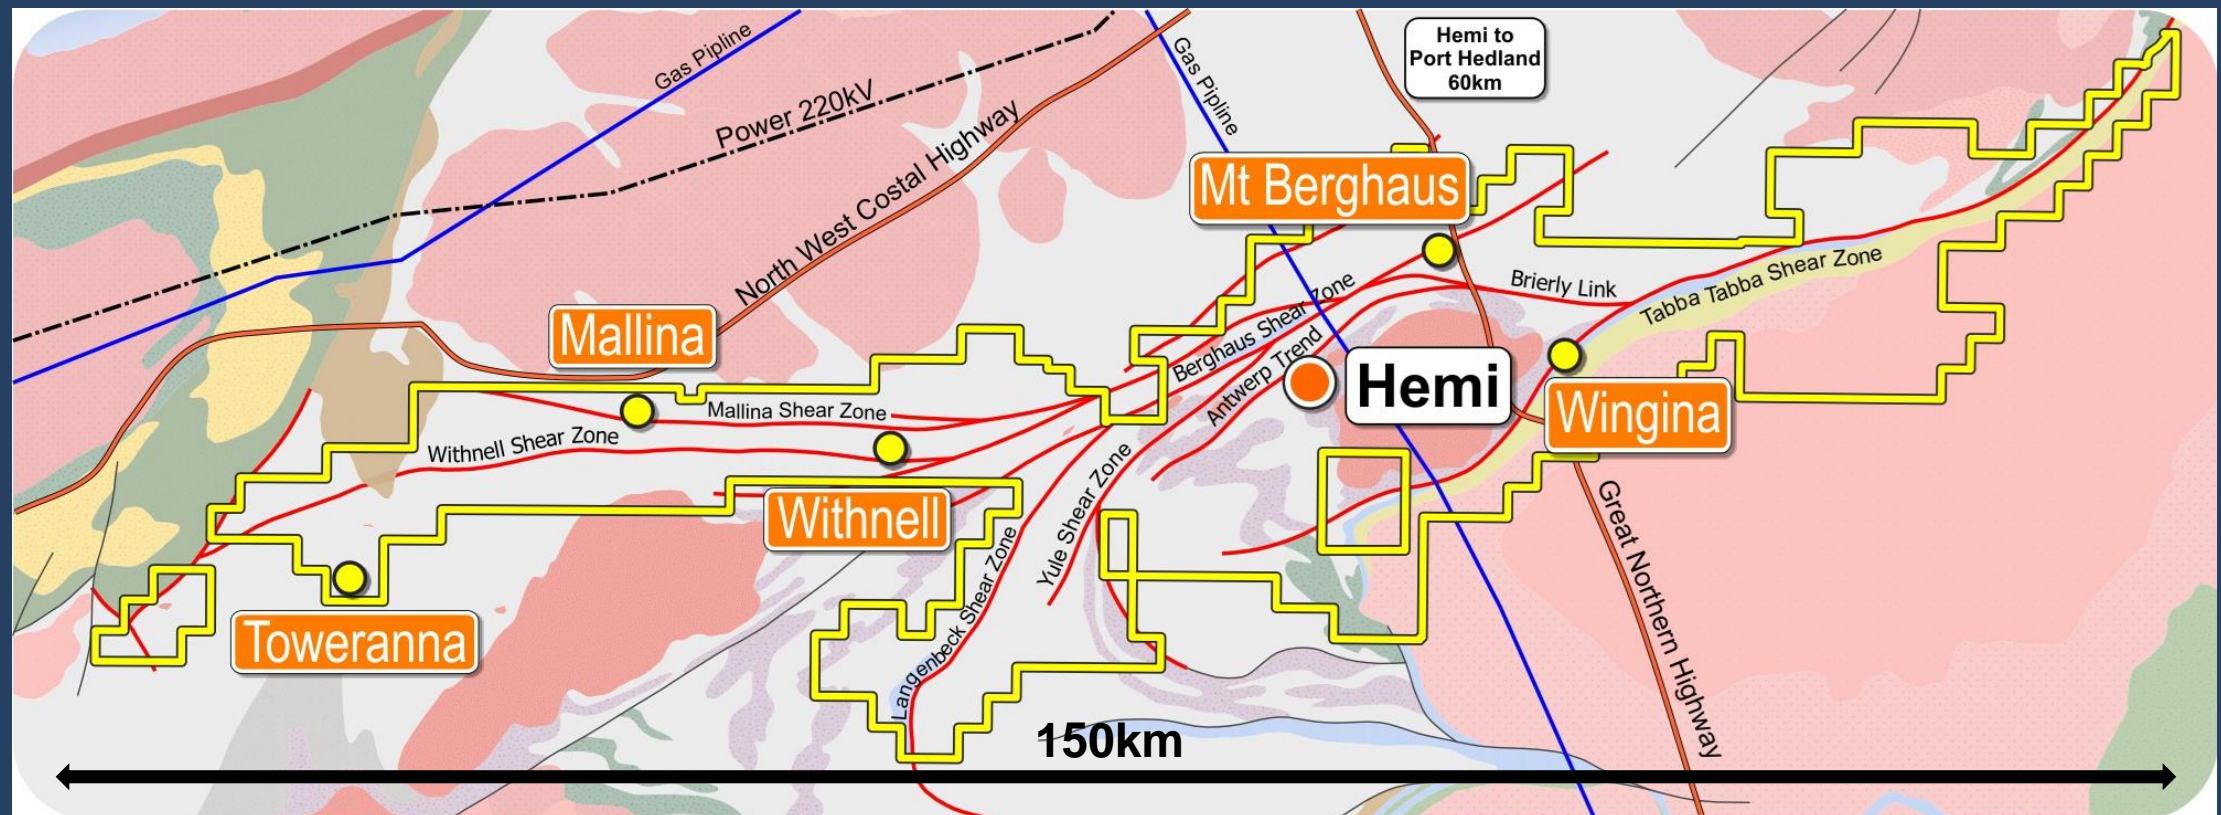 Gas Pipline
Power 220kV
North West Costal Highway
Gas Pipline
Hemi to
Port Hedland
60km
Mt Berghaus
Brierly Link
Tabba Tabba Shear Zone
Mallina
Berghaus Shear Zone
Antwerp Trend
Hemi
Wingina
Mallina Shear Zone
Withnell Shear Zone
Withnell
Yule Shear Zone
Langenbeck Shear Zone
Great Northern Highway
Toweranna
150km